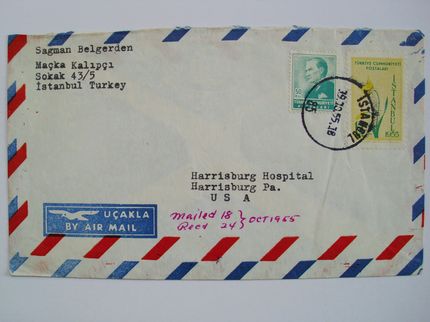 Sagman Belgerden
Maçka Kalıpçı
Sokak 43/5
İstanbul Turkey
TÜRKİYE CUMHURİYETİ
POSTALARI
İSTANBUL
1955
İSTANBUL
Harrisburg Hospital
Harrisburg Pa.
U S A
UÇAKLA
BY AIR MAIL
Mailed 18
Recd 24
OCT 1955